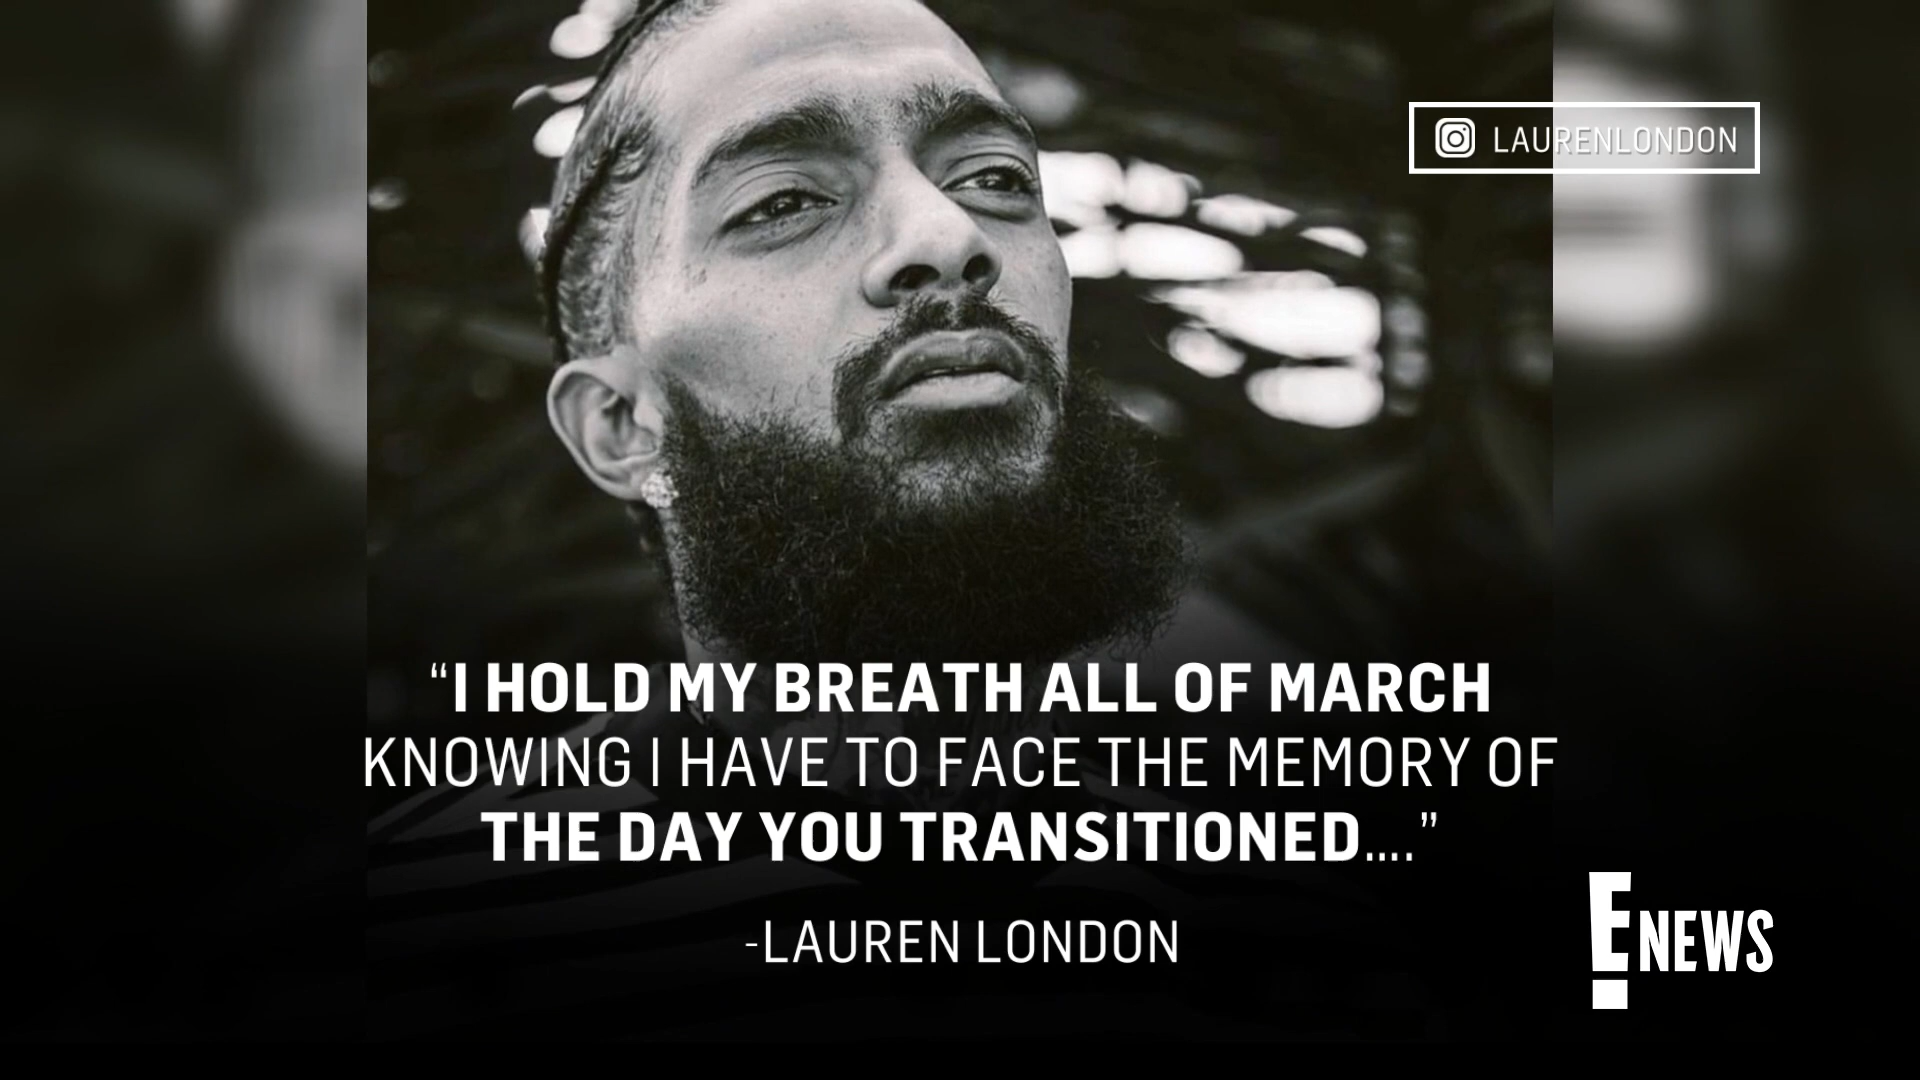 LAURENLONDON
“I HOLD MY BREATH ALL OF MARCH
KNOWING I HAVE TO FACE THE MEMORY OF
THE DAY YOU TRANSITIONED....”
-LAUREN LONDON
E! NEWS